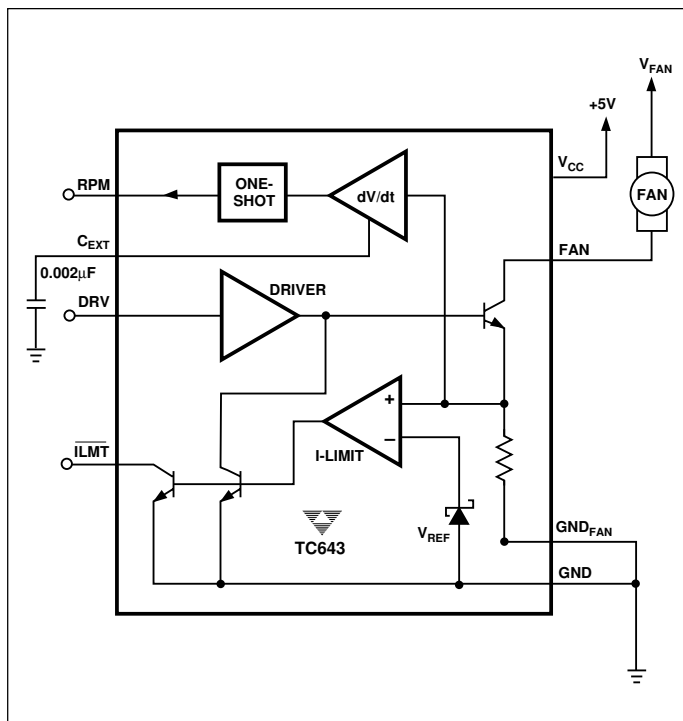 V_FAN
+5V
V_CC
RPM
ONE-
SHOT
dV/dt
FAN
C_EXT
FAN
0.002μF
DRIVER
DRV
+
–
ILMT
I-LIMIT
V_REF
GND_FAN
TC643
GND